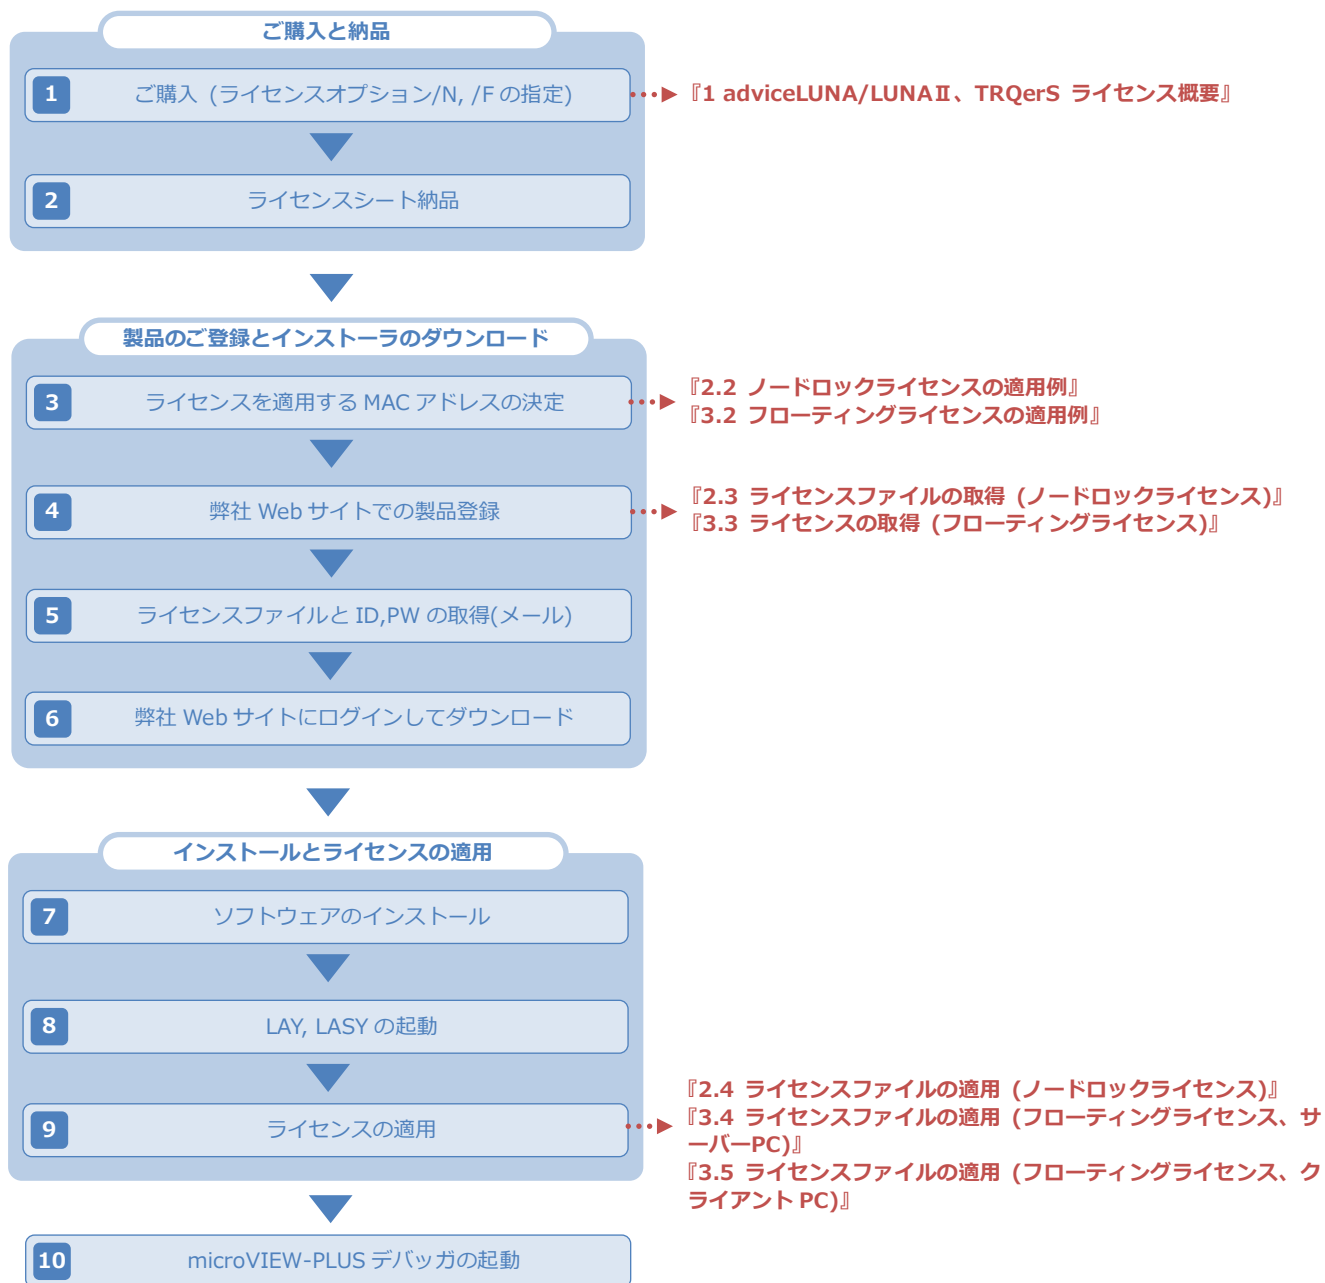 ご購入と納品
1 ご購入 (ライセンスオプション/N, /F の指定)
『1 adviceLUNA/LUNAⅡ、TRQerS ライセンス概要』
2 ライセンスシート納品
製品のご登録とインストーラのダウンロード
3 ライセンスを適用する MAC アドレスの決定
『2.2 ノードロックライセンスの適用例』
『3.2 フローティングライセンスの適用例』
4 弊社 Web サイトでの製品登録
『2.3 ライセンスファイルの取得 (ノードロックライセンス)』
『3.3 ライセンスの取得 (フローティングライセンス)』
5 ライセンスファイルと ID,PW の取得(メール)
6 弊社 Web サイトにログインしてダウンロード
インストールとライセンスの適用
7 ソフトウェアのインストール
8 LAY, LASY の起動
9 ライセンスの適用
『2.4 ライセンスファイルの適用 (ノードロックライセンス)』
『3.4 ライセンスファイルの適用 (フローティングライセンス、サ
ーバーPC)』
『3.5 ライセンスファイルの適用 (フローティングライセンス、ク
ライアント PC)』
10 microVIEW-PLUS デバッガの起動